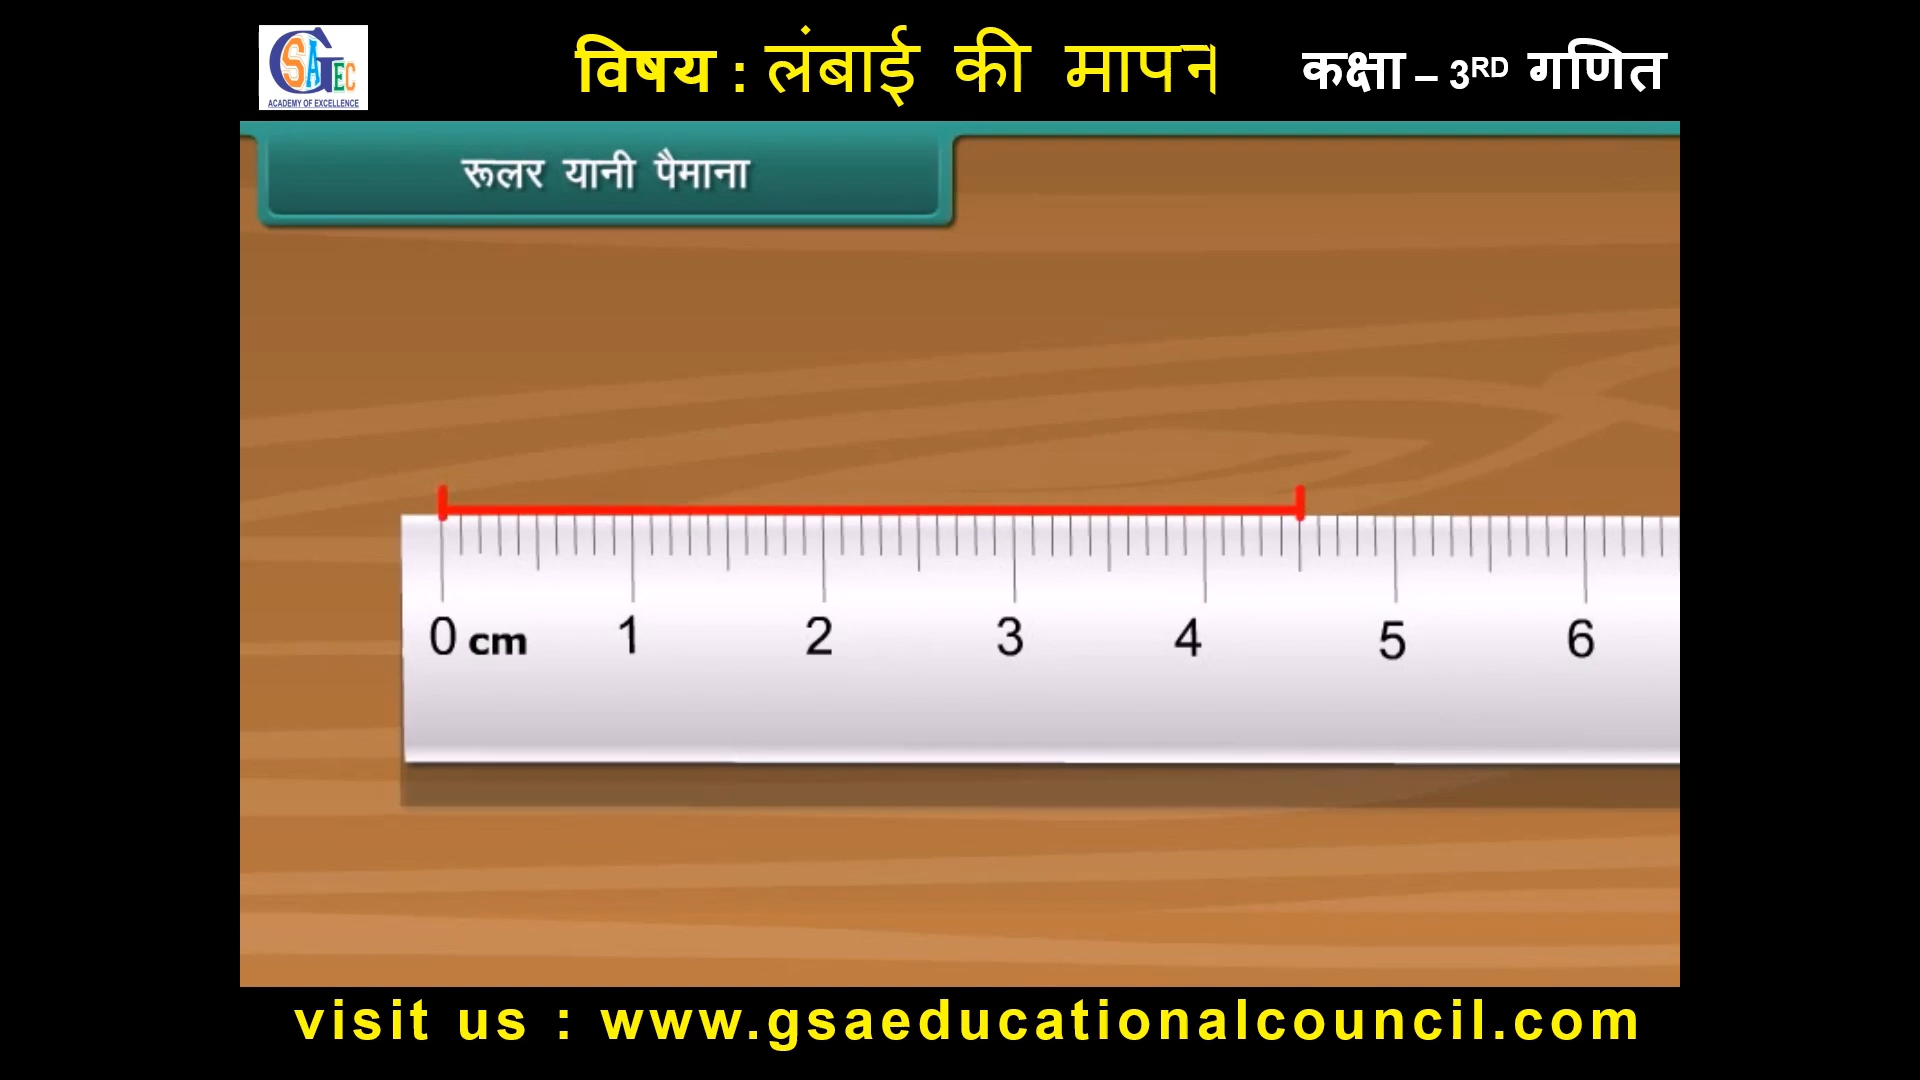 GSATEC
ACADEMY OF EXCELLENCE
विषय : लंबाई की मापन
कक्षा – 3RD गणित
रूलर यानी पैमाना
0 cm 1 2 3 4 5 6
visit us : www.gsaeducationalcouncil.com